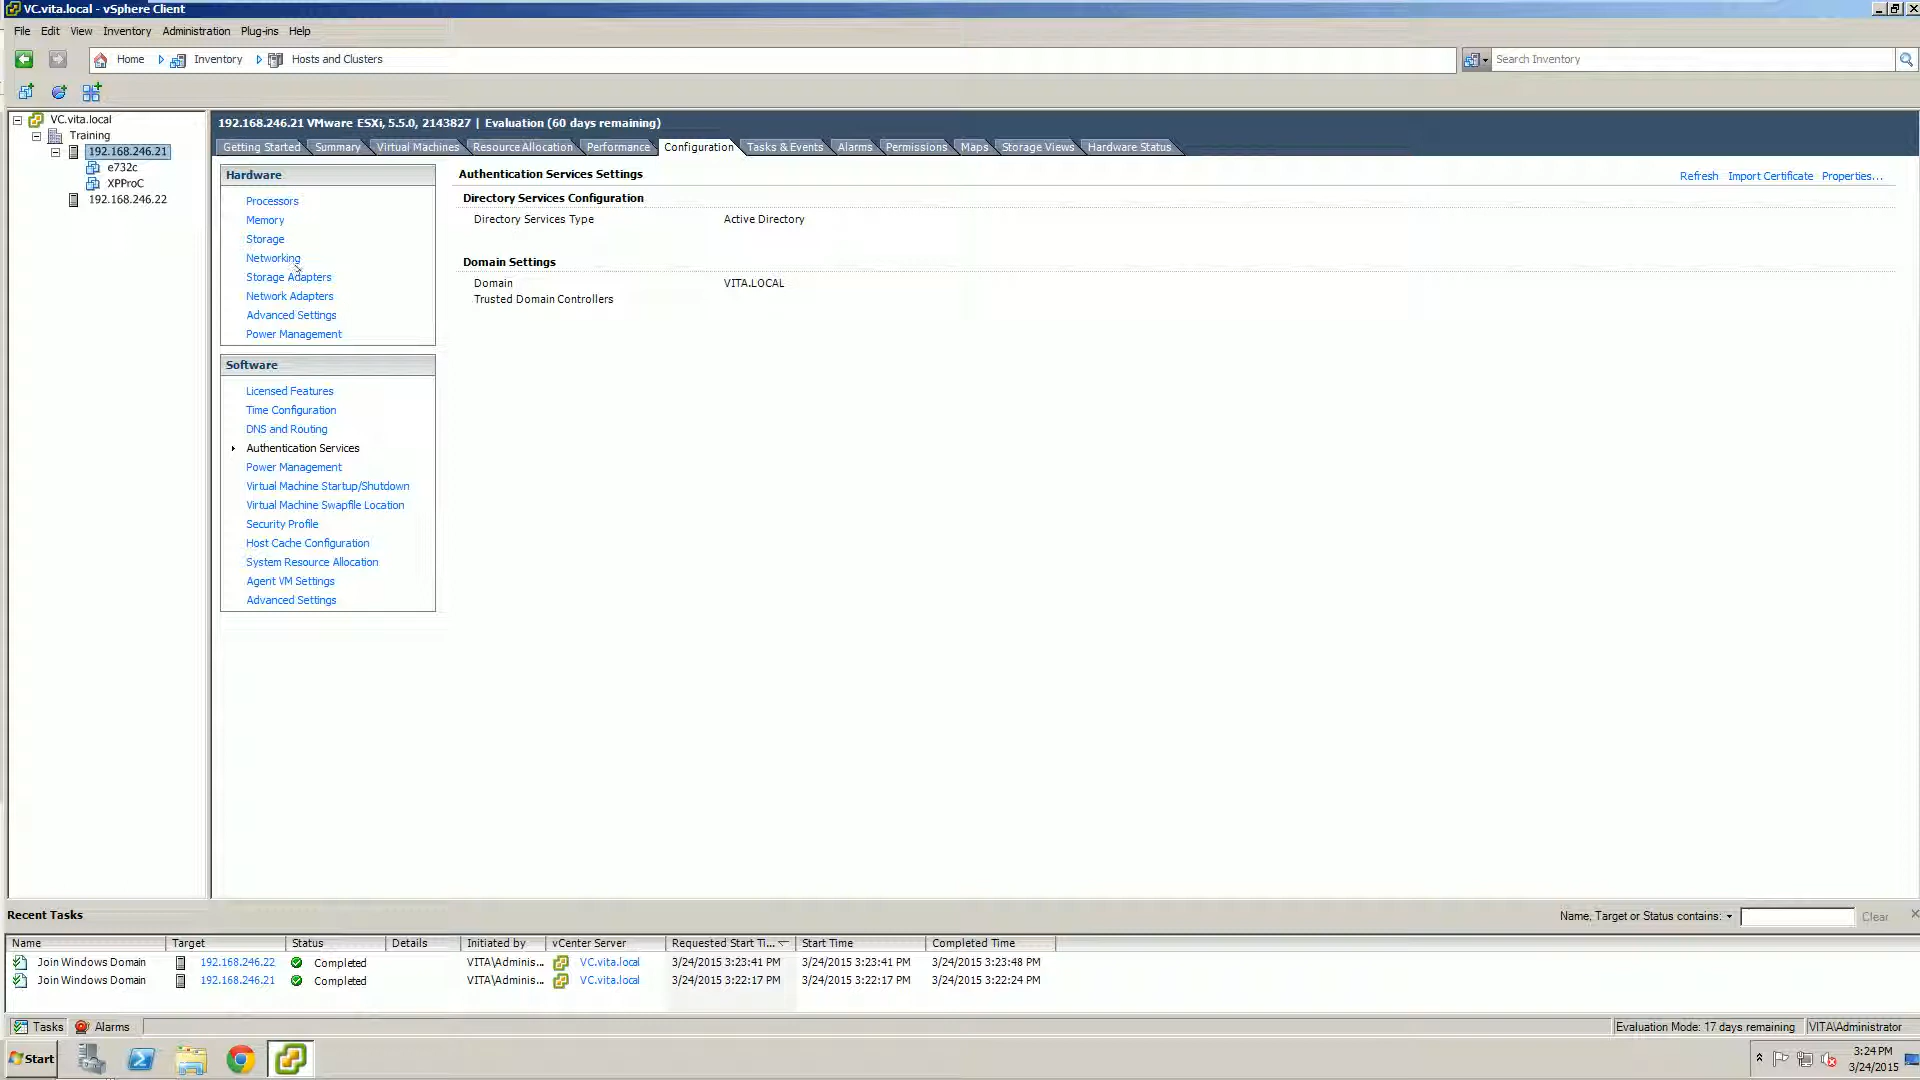 VC.vita.local - vSphere Client
File Edit View Inventory Administration Plug-ins Help
Home Inventory Hosts and Clusters Search Inventory
VC.vita.local
Training
192.168.246.21
e732c
XPProC
192.168.246.22
192.168.246.21 VMware ESXi, 5.5.0, 2143827 | Evaluation (60 days remaining)
Getting Started Summary Virtual Machines Resource Allocation Performance Configuration Tasks & Events Alarms Permissions Maps Storage Views Hardware Status
Hardware
Processors
Memory
Storage
Networking
Storage Adapters
Network Adapters
Advanced Settings
Power Management
Software
Licensed Features
Time Configuration
DNS and Routing
Authentication Services
Power Management
Virtual Machine Startup/Shutdown
Virtual Machine Swapfile Location
Security Profile
Host Cache Configuration
System Resource Allocation
Agent VM Settings
Advanced Settings
Authentication Services Settings
Refresh Import Certificate Properties...
Directory Services Configuration
Directory Services Type Active Directory
Domain Settings
Domain VITA.LOCAL
Trusted Domain Controllers
Recent Tasks Name, Target or Status contains: Clear
Name Target Status Details Initiated by vCenter Server Requested Start Ti... Start Time Completed Time
Join Windows Domain 192.168.246.22 Completed VITA\Adminis... VC.vita.local 3/24/2015 3:23:41 PM 3/24/2015 3:23:41 PM 3/24/2015 3:23:48 PM
Join Windows Domain 192.168.246.21 Completed VITA\Adminis... VC.vita.local 3/24/2015 3:22:17 PM 3/24/2015 3:22:17 PM 3/24/2015 3:22:24 PM
Tasks Alarms Evaluation Mode: 17 days remaining VITA\Administrator
Start 3:24 PM
3/24/2015